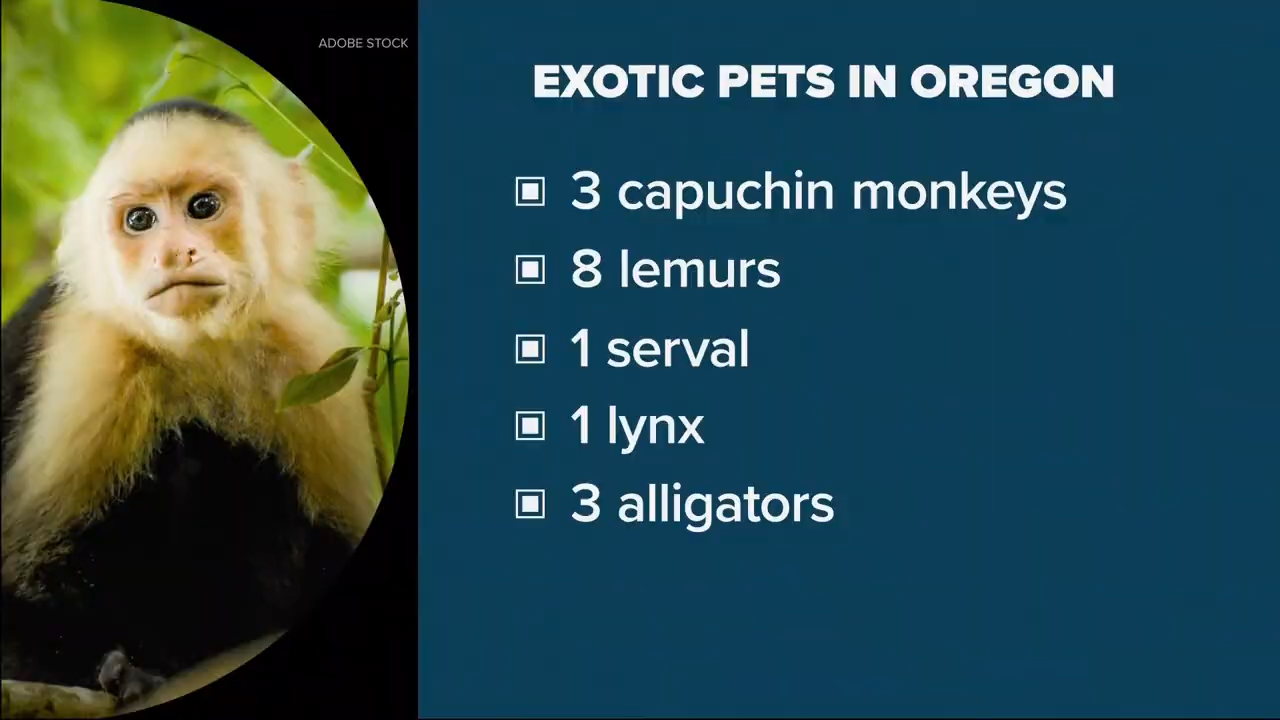 ADOBE STOCK
EXOTIC PETS IN OREGON
3 capuchin monkeys
8 lemurs
1 serval
1 lynx
3 alligators